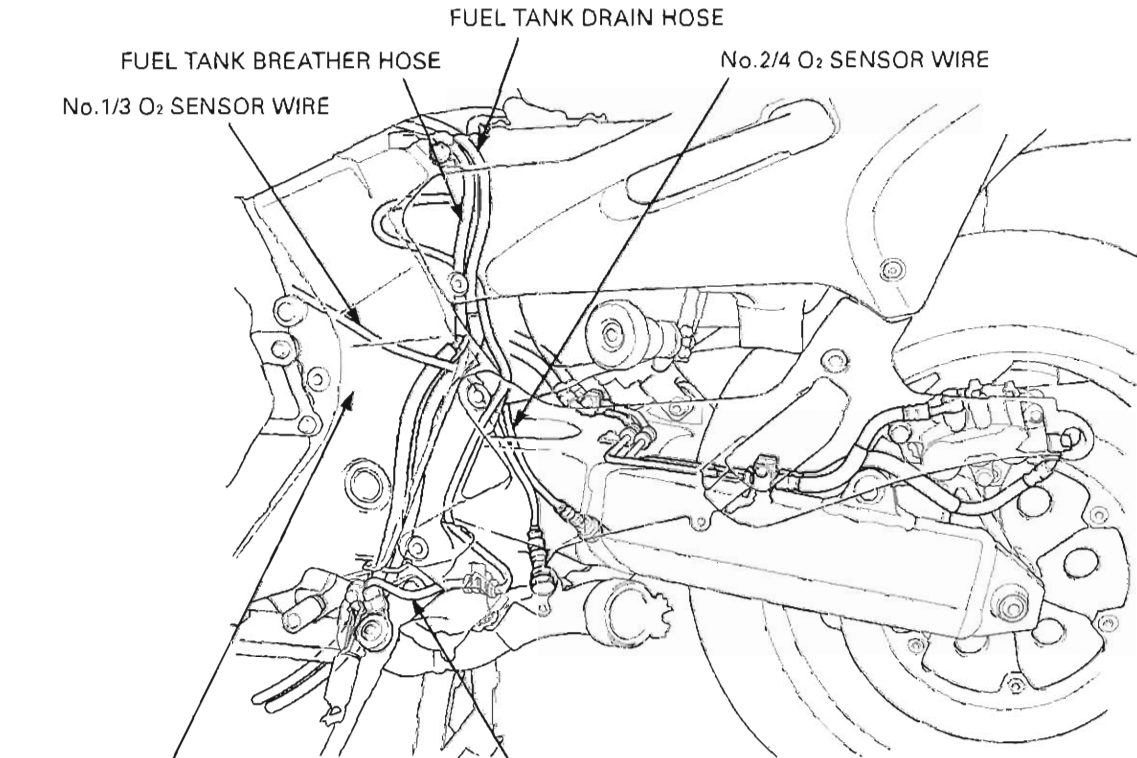 FUEL TANK DRAIN HOSE
FUEL TANK BREATHER HOSE
No.2/4 O₂ SENSOR WIRE
No.1/3 O₂ SENSOR WIRE